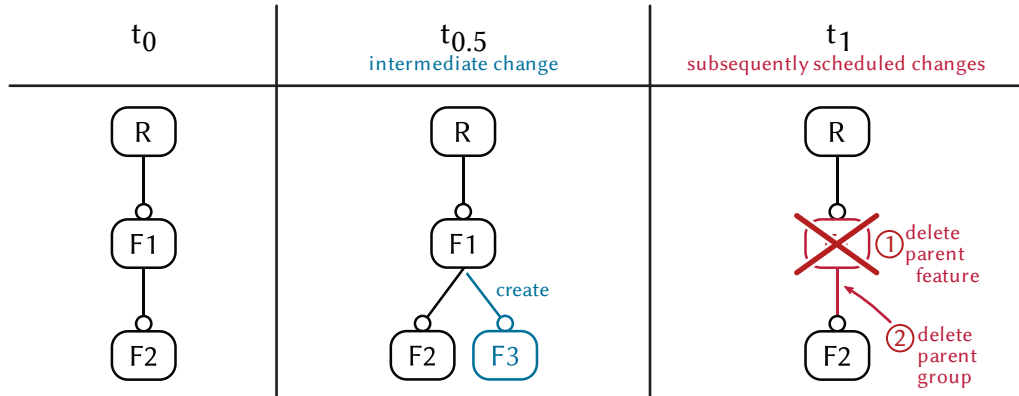 t0
t0.5
t1
intermediate change
subsequently scheduled changes
R
R
R
F1
F1
1 delete
parent
feature
create
F2
F2
F3
F2
2 delete
parent
group